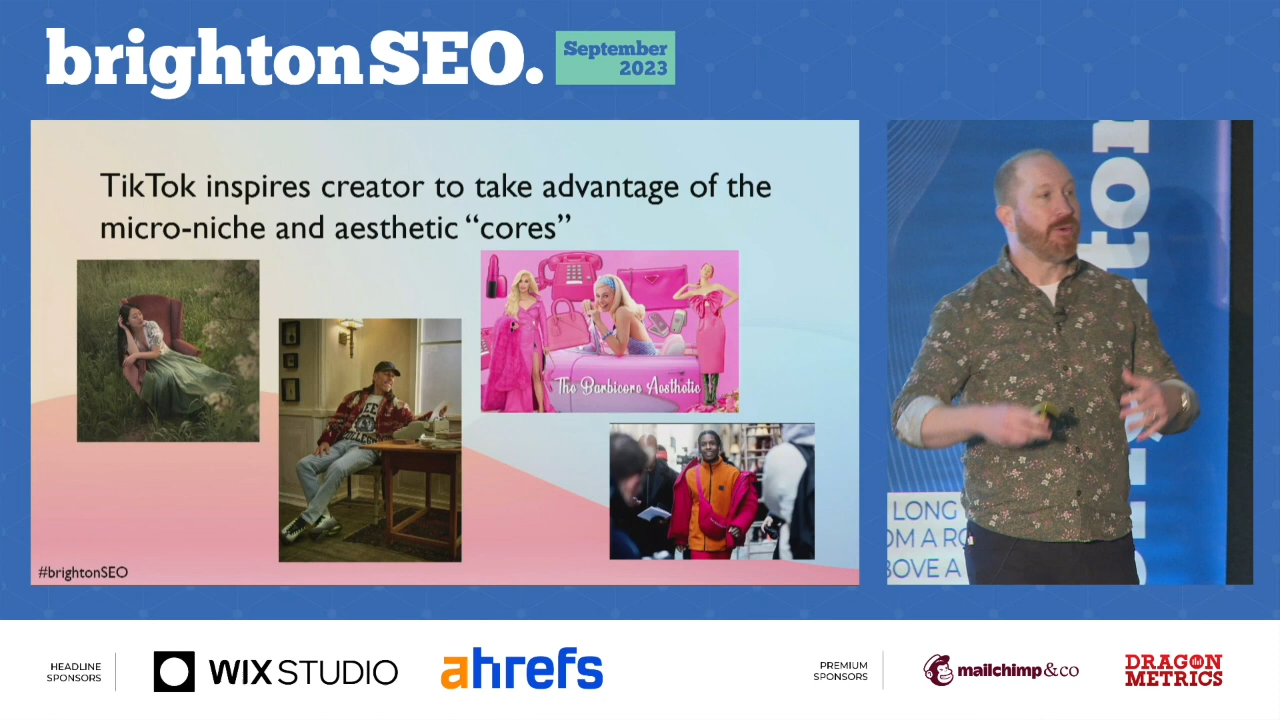 brightonSEO.
September
2023
TikTok inspires creator to take advantage of the
micro-niche and aesthetic “cores”
The Barbicore Aesthetic
#brightonSEO
LONG
OM A RO
BOVE A
HEADLINE
SPONSORS
WIX STUDIO
ahrefs
PREMIUM
SPONSORS
mailchimp&co
DRAGON
METRICS